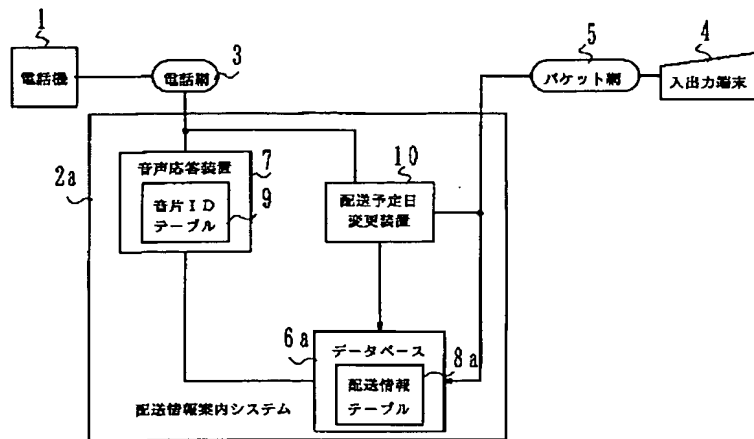 1
電話機
電話網
3
5
パケット網
4
入出力端末
2a
音声応答装置
7
音片ID
テーブル
9
10
配送予定日
変更装置
6a
データベース
8a
配送情報
テーブル
配送情報案内システム